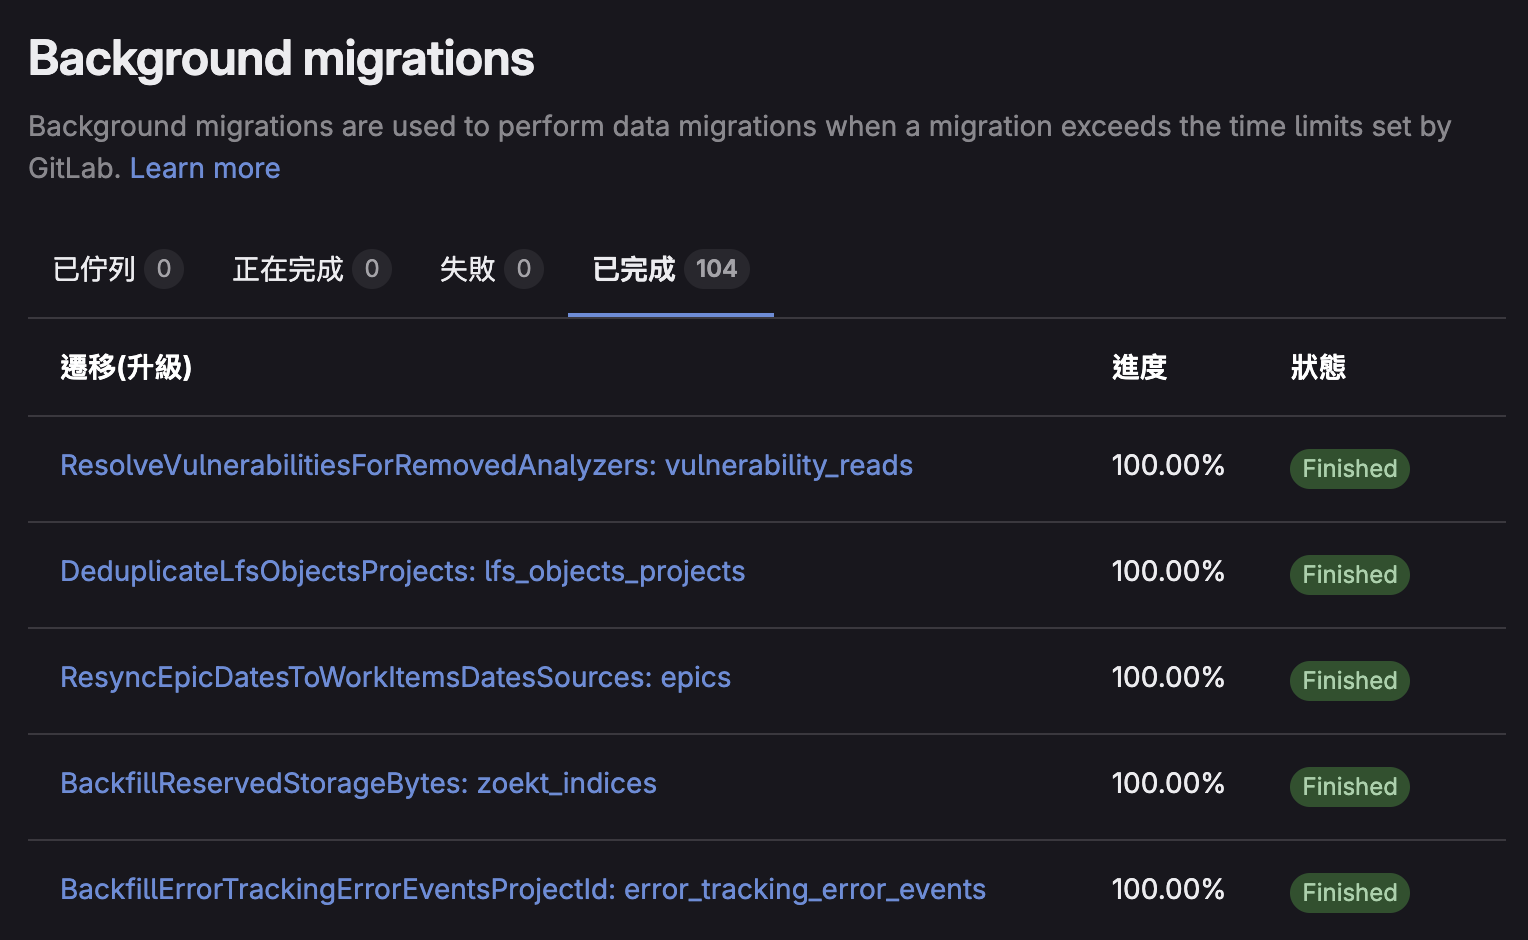 Background migrations
Background migrations are used to perform data migrations when a migration exceeds the time limits set by
GitLab. Learn more
已佇列 0 正在完成 0 失敗 0 已完成 104
遷移(升級) 進度 狀態
ResolveVulnerabilitiesForRemovedAnalyzers: vulnerability_reads 100.00% Finished
DeduplicateLfsObjectsProjects: lfs_objects_projects 100.00% Finished
ResyncEpicDatesToWorkItemsDatesSources: epics 100.00% Finished
BackfillReservedStorageBytes: zoekt_indices 100.00% Finished
BackfillErrorTrackingErrorEventsProjectId: error_tracking_error_events 100.00% Finished